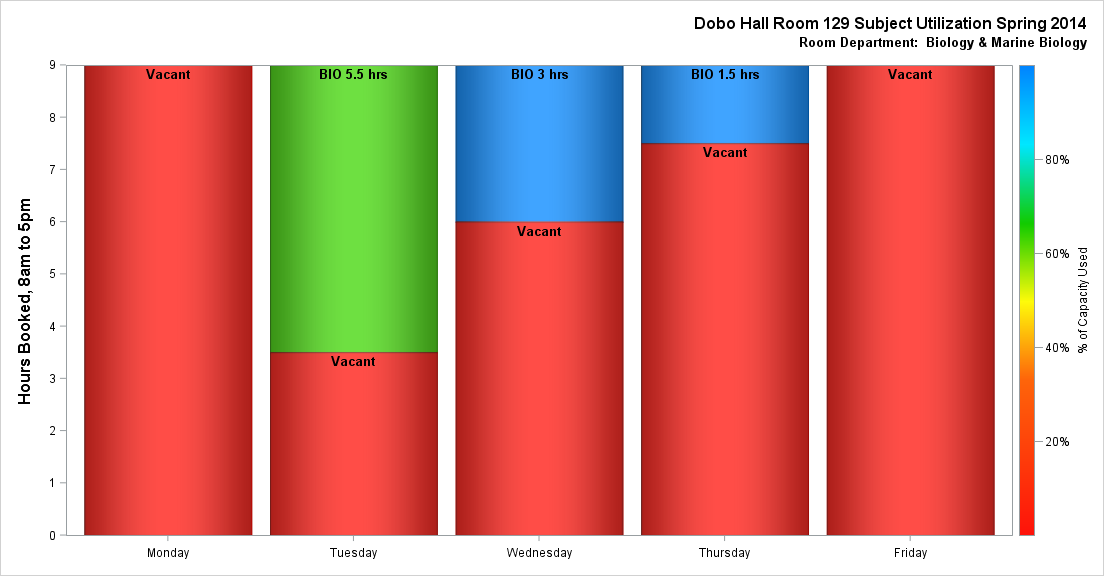 Dobo Hall Room 129 Subject Utilization Spring 2014
Room Department: Biology & Marine Biology
Hours Booked, 8am to 5pm
9
8
7
6
5
4
3
2
1
0
Vacant
BIO 5.5 hrs
Vacant
BIO 3 hrs
Vacant
BIO 1.5 hrs
Vacant
Vacant
Monday
Tuesday
Wednesday
Thursday
Friday
80%
60%
40%
20%
% of Capacity Used